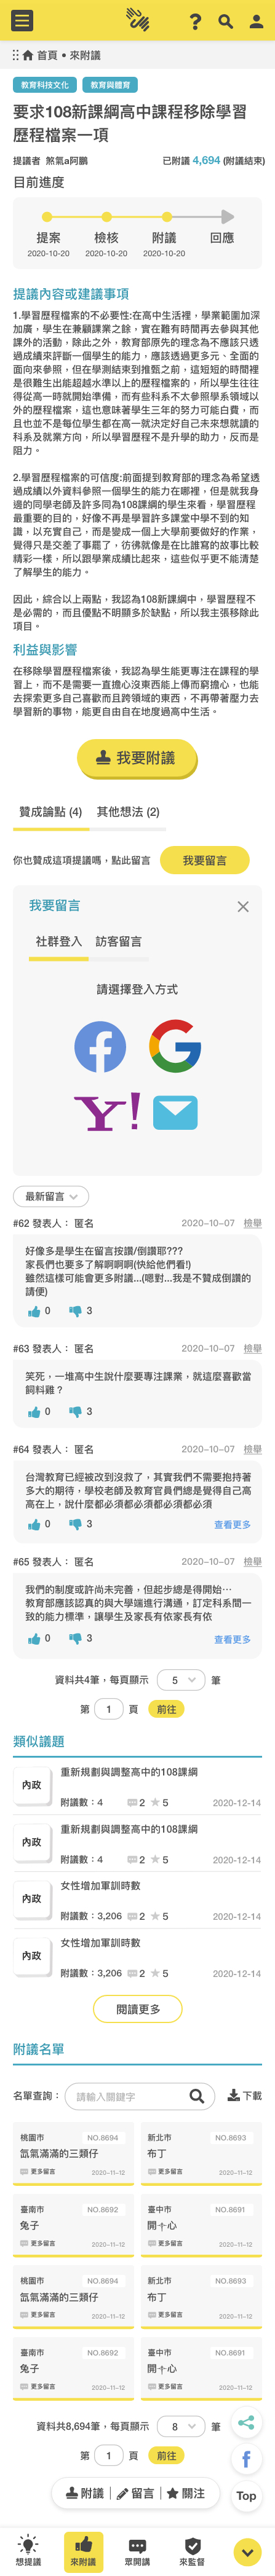 首頁 • 來附議
教育科技文化 教育與體育
要求108新課綱高中課程移除學習
歷程檔案一項
提議者 無氣a阿鵬 已附議 4,694 (附議結束)
目前進度
提案 檢核 附議 回應
2020-10-20 2020-10-20 2020-10-20
提議內容或建議事項
1.學習歷程檔案的不必要性:在高中生活裡，學業範圍加深
加廣，學生在兼顧課業之餘，實在難有時間再去參與其他
課外的活動，除此之外，教育部原先的理念為不應該只透
過成績來評斷一個學生的能力，應該透過更多元、全面的
面向來參照，但在學測結束到推甄之前，這短短的時間裡
是很難生出能超越水準以上的歷程檔案的，所以學生往往
得從高一時就開始準備，而有些科系不太參照學系領域以
外的歷程檔案，這也意味著學生三年的努力可能白費，而
且也並不是每位學生都在高一就決定好自己未來想就讀的
科系及就業方向，所以學習歷程不是升學的助力，反而是
阻力。
2.學習歷程檔案的可信度:前面提到教育部的理念為希望透
過成績以外資料參照一個學生的能力在哪裡，但是就我身
邊的同學老師及許多同為108課綱的學生來看，學習歷程
最重要的目的，好像不再是學習許多課堂中學不到的知
識，以充實自己，而是變成一個上大學前要做好的作業，
覺得只是交差了事罷了，彷彿就像是在比誰寫的故事比較
精彩一樣，所以跟學業成績比起來，這些似乎更不能清楚
了解學生的能力。
因此，綜合以上兩點，我認為108新課綱中，學習歷程不
是必需的，而且優點不明顯多於缺點，所以我主張移除此
項目。
利益與影響
在移除學習歷程檔案後，我認為學生能更專注在課程的學
習上，而不是需要一直擔心沒東西能上傳而窮擔心，也能
去探索更多自己喜歡而且跨領域的東西，不再帶著壓力去
學習新的事物，能更自由自在地度過高中生活。
我要附議
贊成論點 (4) 其他想法 (2)
你也贊成這項提議嗎，點此留言 我要留言
我要留言
社群登入 訪客留言
請選擇登入方式
Y!
最新留言
#62 發表人： 匿名 2020-10-07 檢舉
好像多是學生在留言按讚/倒讚耶???
家長們也要多了解啊啊啊(快給他們看!)
雖然這樣可能會更多附議...(嗯對...我是不贊成倒讚的
請便)
0 3
#63 發表人： 匿名 2020-10-07 檢舉
笑死，一堆高中生說什麼要專注課業，就這麼喜歡當
飼料雞？
0 3
#64 發表人： 匿名 2020-10-07 檢舉
台灣教育已經被改到沒救了，其實我們不需要抱持著
多大的期待，學校老師及教育官員們總是覺得自己高
高在上，說什麼都必須都必須都必須都必須
0 3 查看更多
#65 發表人： 匿名 2020-10-07 檢舉
我們的制度或許尚未完善，但起步總是得開始…
教育部應該認真的與大學端進行溝通，訂定科系間一
致的能力標準，讓學生及家長有依家長有依
0 3 查看更多
資料共4筆，每頁顯示 5 筆
第 1 頁 前往
類似議題
內政 重新規劃與調整高中的108課綱
附議數：4 2 5 2020-12-14
內政 重新規劃與調整高中的108課綱
附議數：4 2 5 2020-12-14
內政 女性增加軍訓時數
附議數：3,206 2 5 2020-12-14
內政 女性增加軍訓時數
附議數：3,206 2 5 2020-12-14
閱讀更多
附議名單
名單查詢： 請輸入關鍵字 下載
桃園市 NO.8694 新北市 NO.8693
氙氣滿滿的三類仔 布丁
更多留言 2020-11-12 更多留言 2020-11-12
臺南市 NO.8692 臺中市 NO.8691
兔子 開忄心
更多留言 2020-11-12 更多留言 2020-11-12
桃園市 NO.8694 新北市 NO.8693
氙氣滿滿的三類仔 布丁
更多留言 2020-11-12 更多留言 2020-11-12
臺南市 NO.8692 臺中市 NO.8691
兔子 開忄心
更多留言 2020-11-12 更多留言 2020-11-12
資料共8,694筆，每頁顯示 8 筆
第 1 頁 前往
附議 留言 關注
Top
想提議 來附議 眾開講 來監督